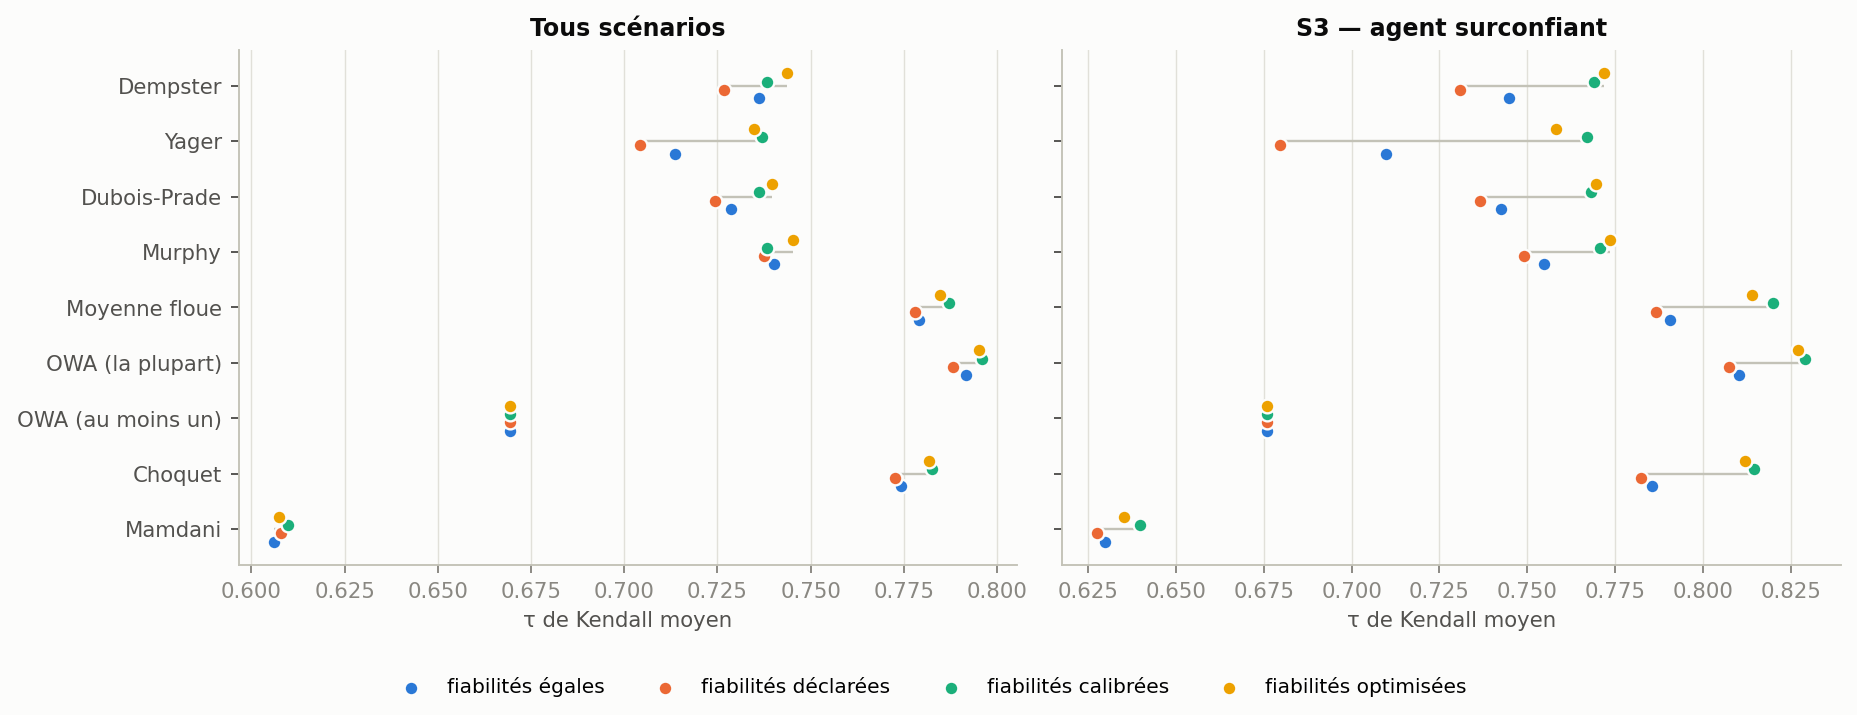 Tous scénarios
S3 — agent surconfiant
Dempster
Yager
Dubois-Prade
Murphy
Moyenne floue
OWA (la plupart)
OWA (au moins un)
Choquet
Mamdani
0.600 0.625 0.650 0.675 0.700 0.725 0.750 0.775 0.800
0.625 0.650 0.675 0.700 0.725 0.750 0.775 0.800 0.825
τ de Kendall moyen
τ de Kendall moyen
fiabilités égales fiabilités déclarées fiabilités calibrées fiabilités optimisées